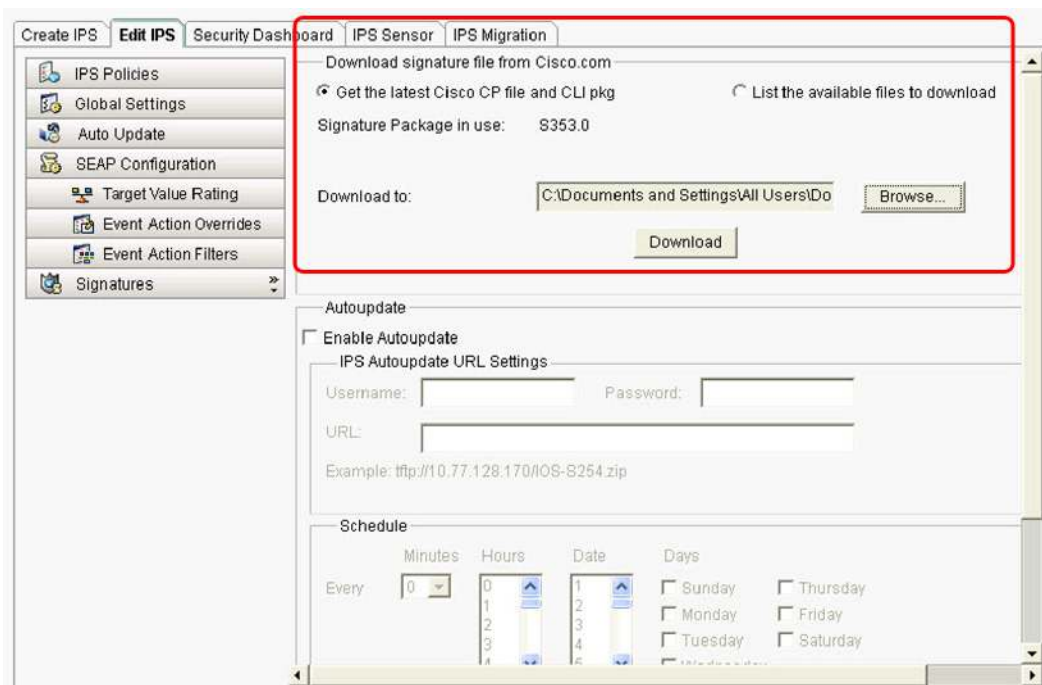 Create IPS Edit IPS Security Dashboard IPS Sensor IPS Migration
IPS Policies
Global Settings
Auto Update
SEAP Configuration
Target Value Rating
Event Action Overrides
Event Action Filters
Signatures
Download signature file from Cisco.com
Get the latest Cisco CP file and CLI pkg List the available files to download
Signature Package in use: S353.0
Download to: C:\Documents and Settings\All Users\Do Browse...
Download
Autoupdate
Enable Autoupdate
IPS Autoupdate URL Settings
Username: Password:
URL:
Example: tftp://10.77.128.170/IOS-S254.zip
Schedule
Minutes Hours Date Days
Every 0 0 1 Sunday Thursday
1 2 Monday Friday
2 3 Tuesday Saturday
3 4 Wednesday
4 5